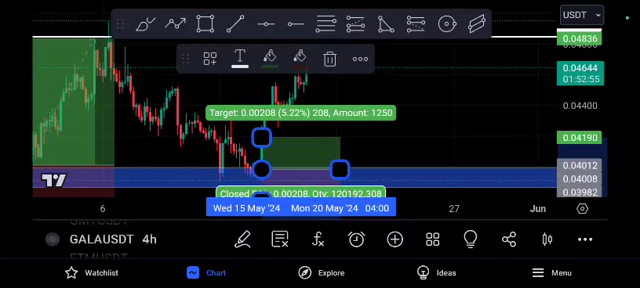 USDT
0.04836
0.04644
01:52:55
0.04400
Target: 0.00208 (5.22%) 208, Amount: 1250
0.04190
0.04012
0.04008
0.03982
0.00208, Qty: 120192.308
Wed 15 May '24 Mon 20 May '24 04:00
6 27 Jun
GALAUSDT 4h
Watchlist Chart Explore Ideas Menu